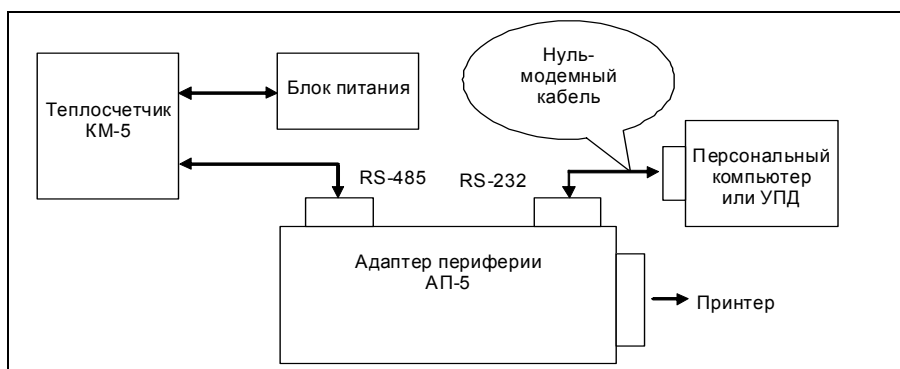 Теплосчетчик
КМ-5
Блок питания
Нуль-
модемный
кабель
RS-485
RS-232
Персональный
компьютер
или УПД
Адаптер периферии
АП-5
Принтер